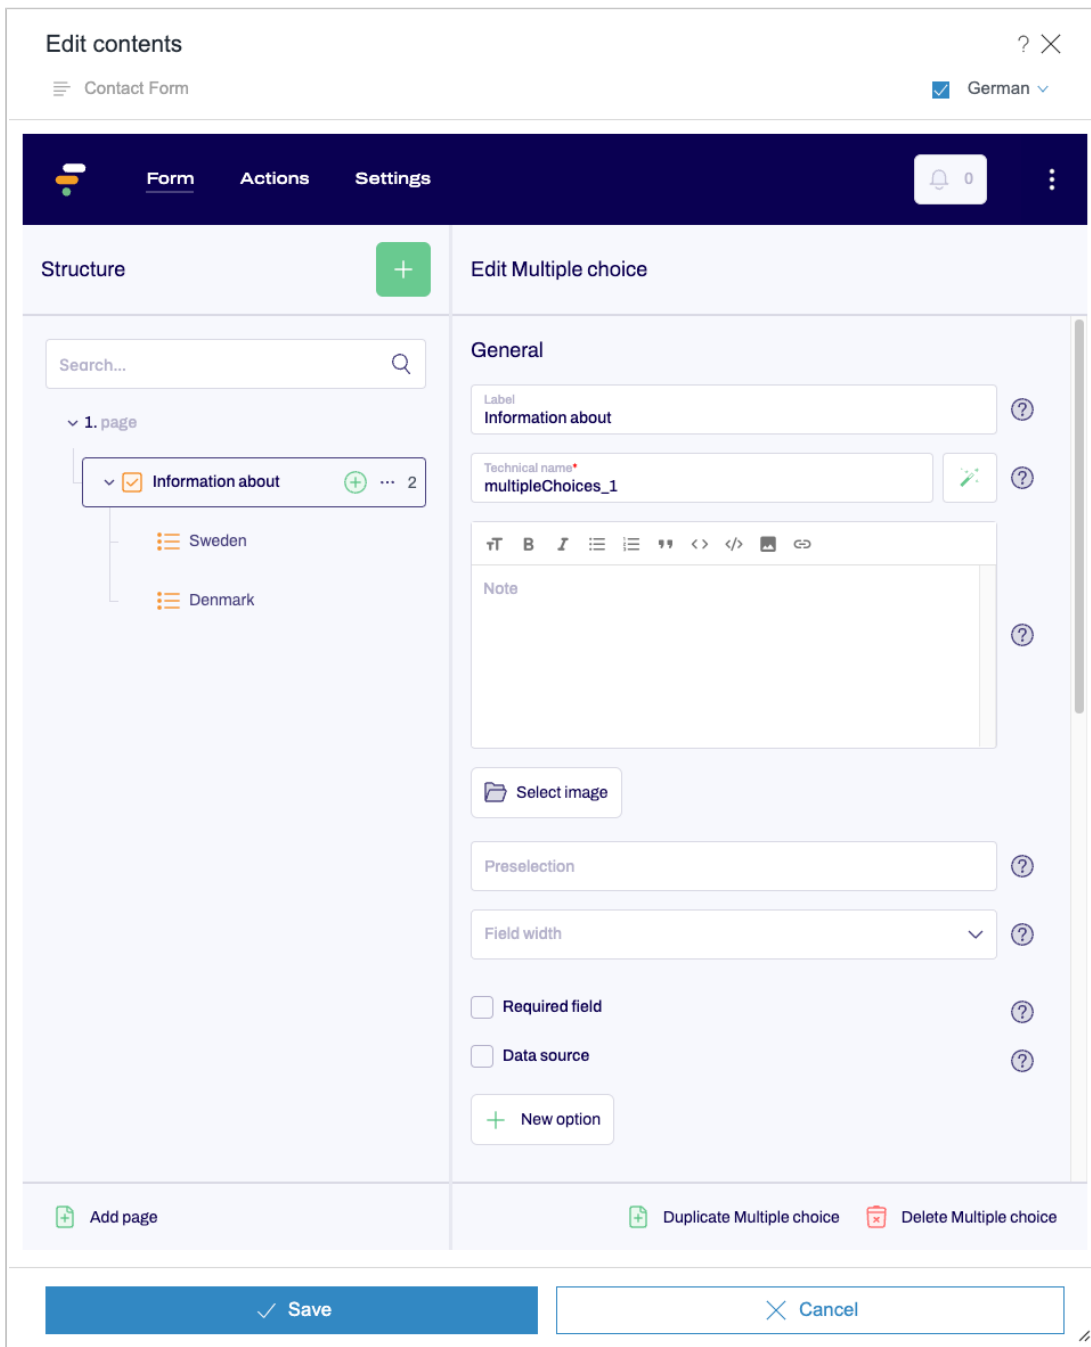 Edit contents
?
Contact Form
German
Form Actions Settings
0
Structure
+
Edit Multiple choice
Search...
General
Label
Information about
?
1. page
Technical name*
multipleChoices_1
?
Information about
... 2
Sweden
Denmark
Note
?
Select image
Preselection
?
Field width
?
Required field
?
Data source
?
+ New option
Add page
Duplicate Multiple choice
Delete Multiple choice
Save
Cancel